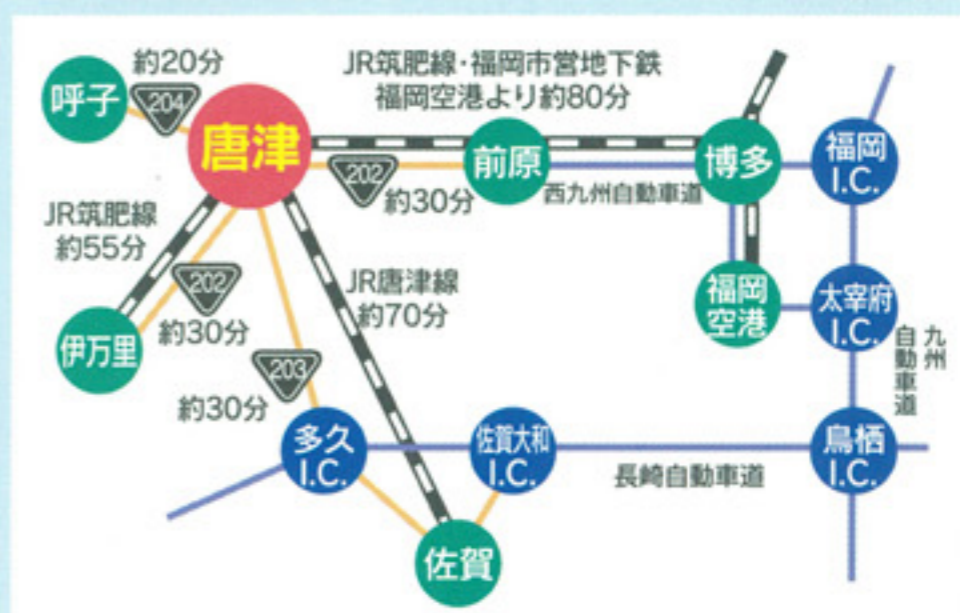 約20分
204
呼子
唐津
JR筑肥線・福岡市営地下鉄
福岡空港より約80分
202
約30分
前原
西九州自動車道
博多
福岡
I.C.
JR筑肥線
約55分
202
約30分
伊万里
JR唐津線
約70分
203
約30分
福岡
空港
太宰府
I.C.
九州
自動車道
多久
I.C.
佐賀大和
I.C.
長崎自動車道
鳥栖
I.C.
佐賀